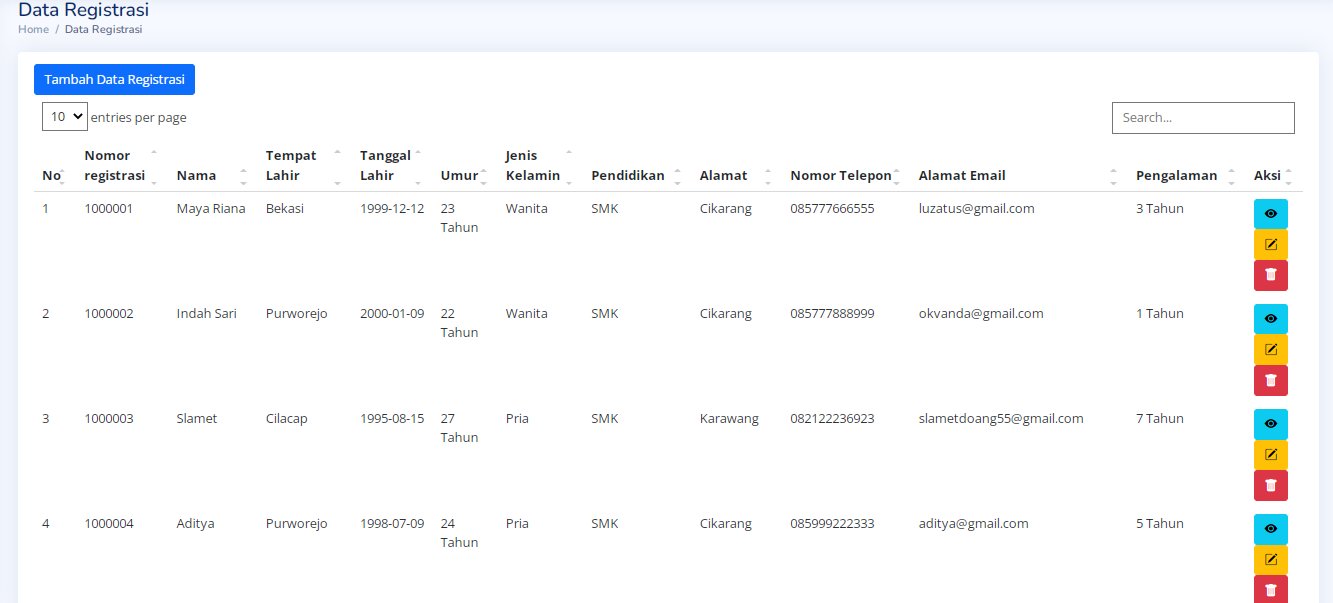 Data Registrasi
Home / Data Registrasi
Tambah Data Registrasi
10 entries per page
Search...
No Nomor registrasi Nama Tempat Lahir Tanggal Lahir Umur Jenis Kelamin Pendidikan Alamat Nomor Telepon Alamat Email Pengalaman Aksi
1 1000001 Maya Riana Bekasi 1999-12-12 23 Tahun Wanita SMK Cikarang 085777666555 luzatus@gmail.com 3 Tahun
2 1000002 Indah Sari Purworejo 2000-01-09 22 Tahun Wanita SMK Cikarang 085777888999 okvanda@gmail.com 1 Tahun
3 1000003 Slamet Cilacap 1995-08-15 27 Tahun Pria SMK Karawang 082122236923 slametdoang55@gmail.com 7 Tahun
4 1000004 Aditya Purworejo 1998-07-09 24 Tahun Pria SMK Cikarang 085999222333 aditya@gmail.com 5 Tahun